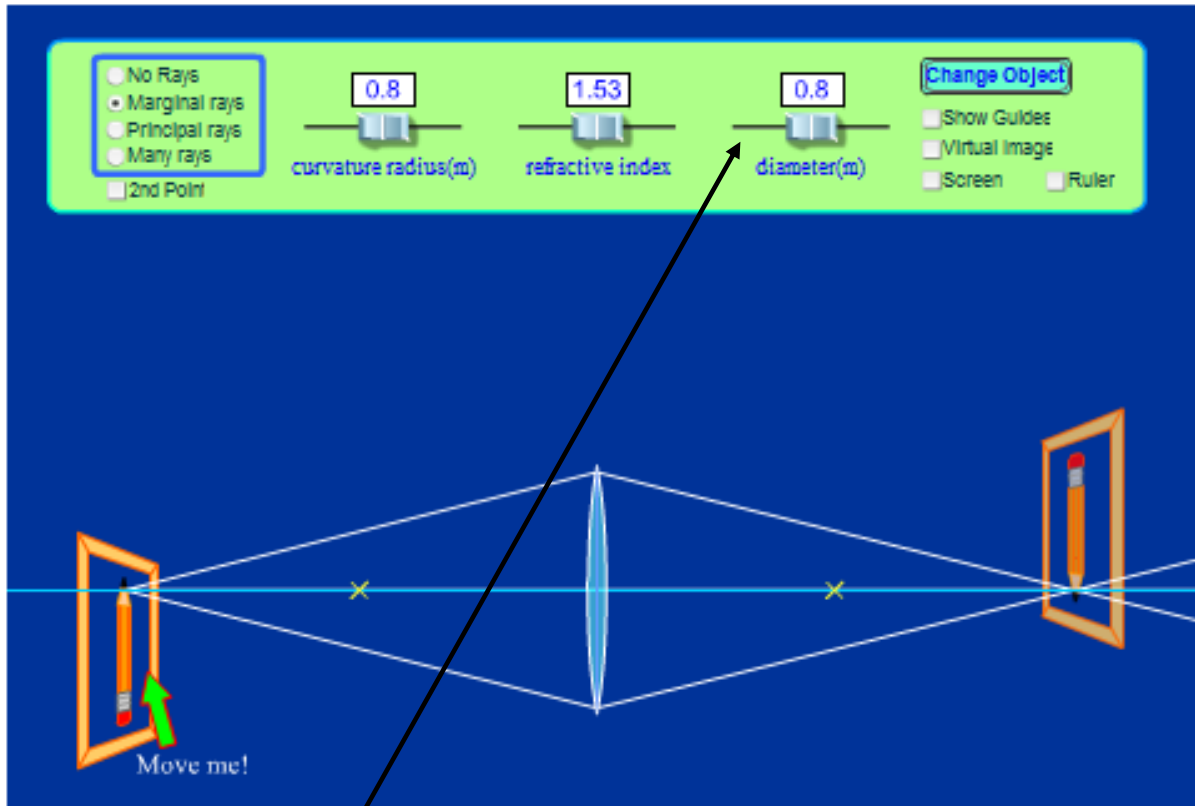 No Rays
Marginal rays
Principal rays
Many rays
2nd Point
0.8
curvature radius(m)
1.53
refractive index
0.8
diameter(m)
Change Object
Show Guides
Virtual Image
Screen
Ruler
Move me!